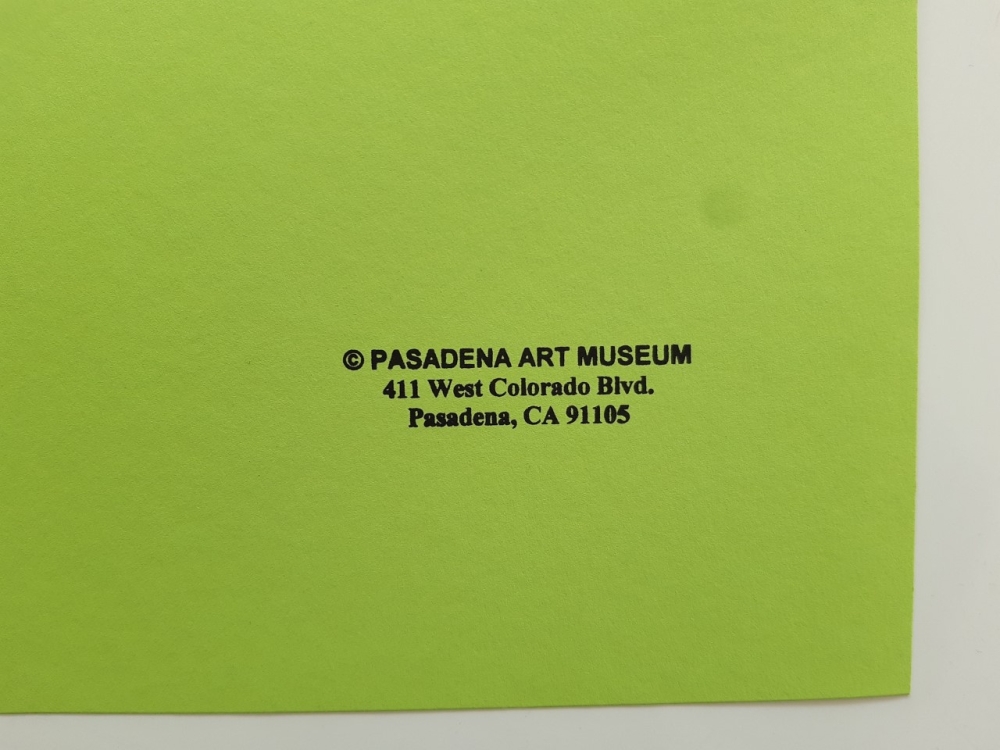 © PASADENA ART MUSEUM
411 West Colorado Blvd.
Pasadena, CA 91105